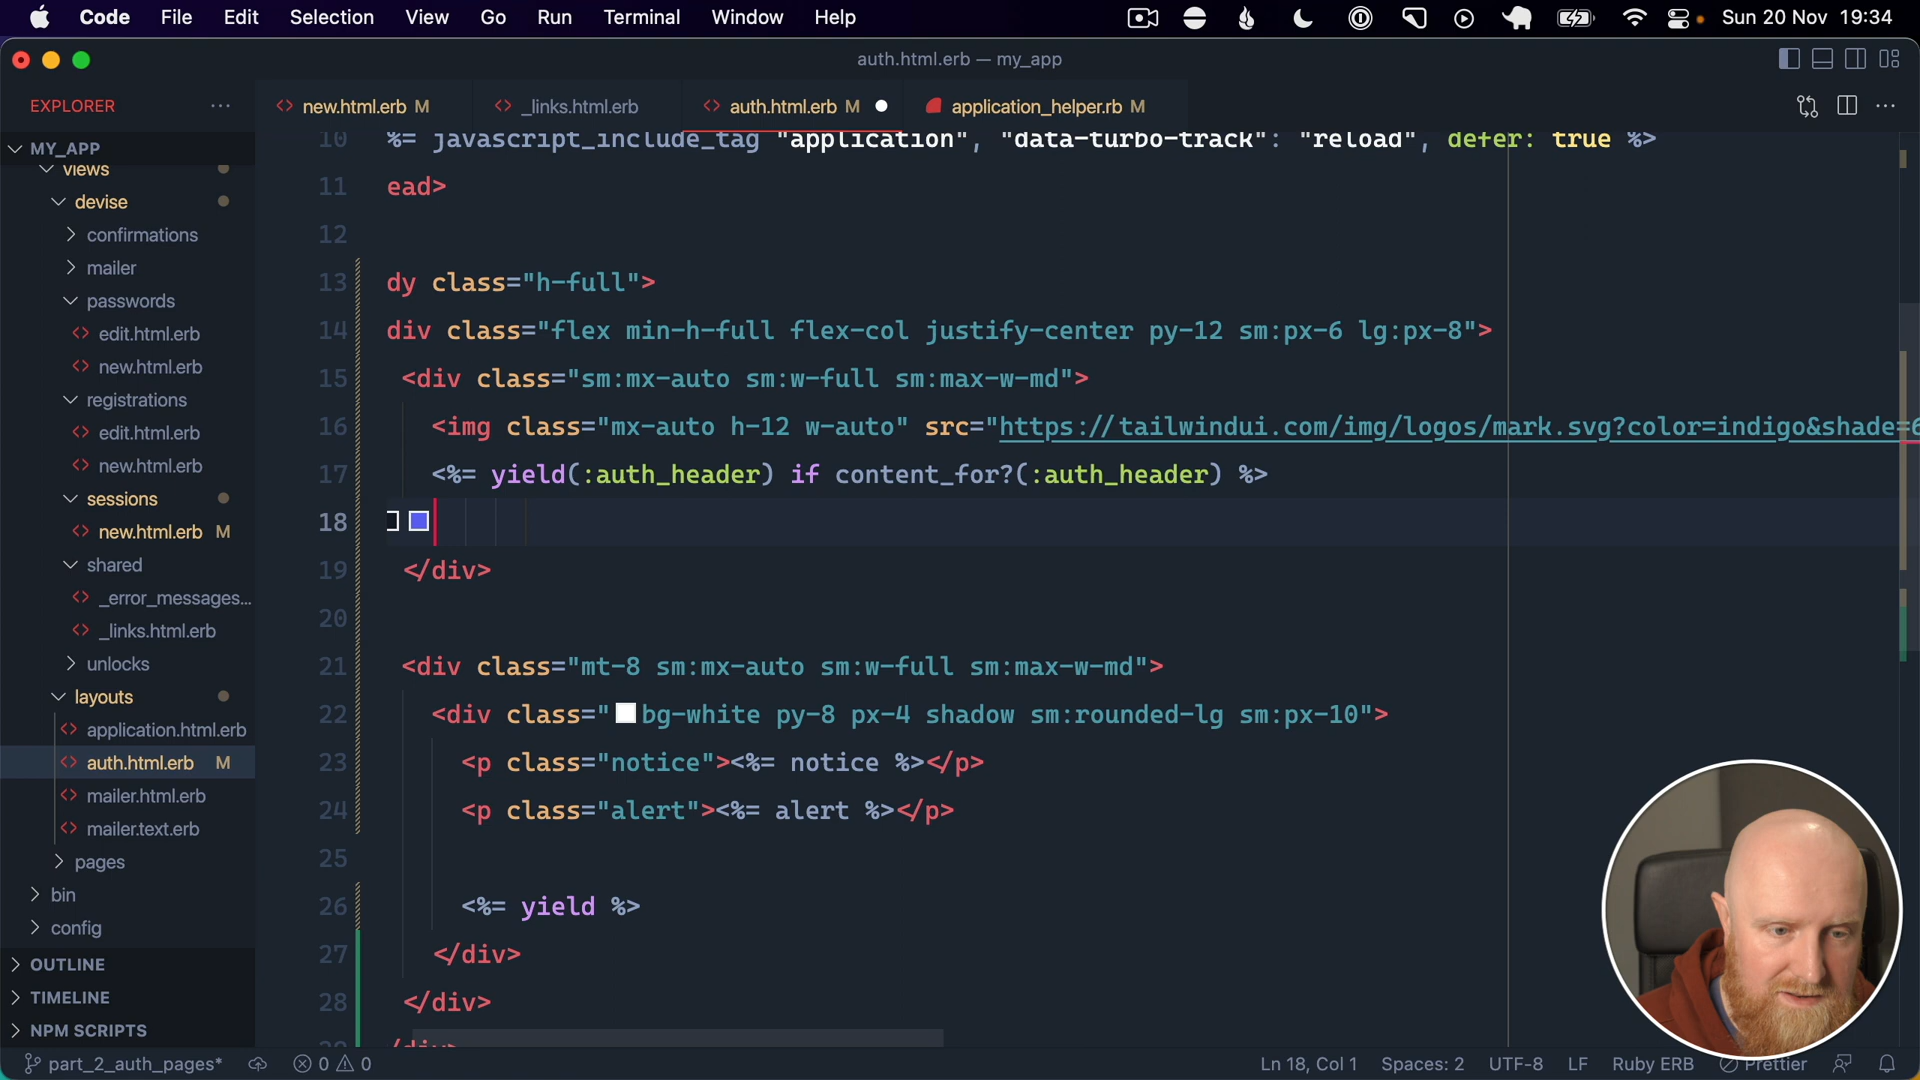 Code File Edit Selection View Go Run Terminal Window Help Sun 20 Nov 19:34
auth.html.erb — my_app
EXPLORER
new.html.erb M
_links.html.erb
auth.html.erb M
application_helper.rb M
MY_APP
views
devise
confirmations
mailer
passwords
edit.html.erb
new.html.erb
registrations
edit.html.erb
new.html.erb
sessions
new.html.erb M
shared
_error_messages...
_links.html.erb
unlocks
layouts
application.html.erb
auth.html.erb M
mailer.html.erb
mailer.text.erb
pages
bin
config
OUTLINE
TIMELINE
NPM SCRIPTS
10 %= javascript_include_tag "application", "data-turbo-track": "reload", defer: true %>
11 ead>
12
13 dy class="h-full">
14 div class="flex min-h-full flex-col justify-center py-12 sm:px-6 lg:px-8">
15 <div class="sm:mx-auto sm:w-full sm:max-w-md">
16 <img class="mx-auto h-12 w-auto" src="https://tailwindui.com/img/logos/mark.svg?color=indigo&shade=6
17 <%= yield(:auth_header) if content_for?(:auth_header) %>
18
19 </div>
20
21 <div class="mt-8 sm:mx-auto sm:w-full sm:max-w-md">
22 <div class="bg-white py-8 px-4 shadow sm:rounded-lg sm:px-10">
23 <p class="notice"><%= notice %></p>
24 <p class="alert"><%= alert %></p>
25
26 <%= yield %>
27 </div>
28 </div>
part_2_auth_pages* 0 0 Ln 18, Col 1 Spaces: 2 UTF-8 LF Ruby ERB Prettier